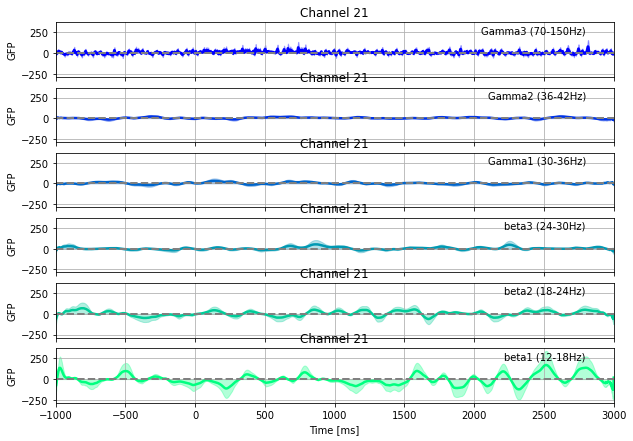 Channel 21
250
Gamma3 (70-150Hz)
GFP
0
−250
Channel 21
250
Gamma2 (36-42Hz)
GFP
0
−250
Channel 21
250
Gamma1 (30-36Hz)
GFP
0
−250
Channel 21
250
beta3 (24-30Hz)
GFP
0
−250
Channel 21
250
beta2 (18-24Hz)
GFP
0
−250
Channel 21
250
beta1 (12-18Hz)
GFP
0
−250
−1000 −500 0 500 1000 1500 2000 2500 3000
Time [ms]